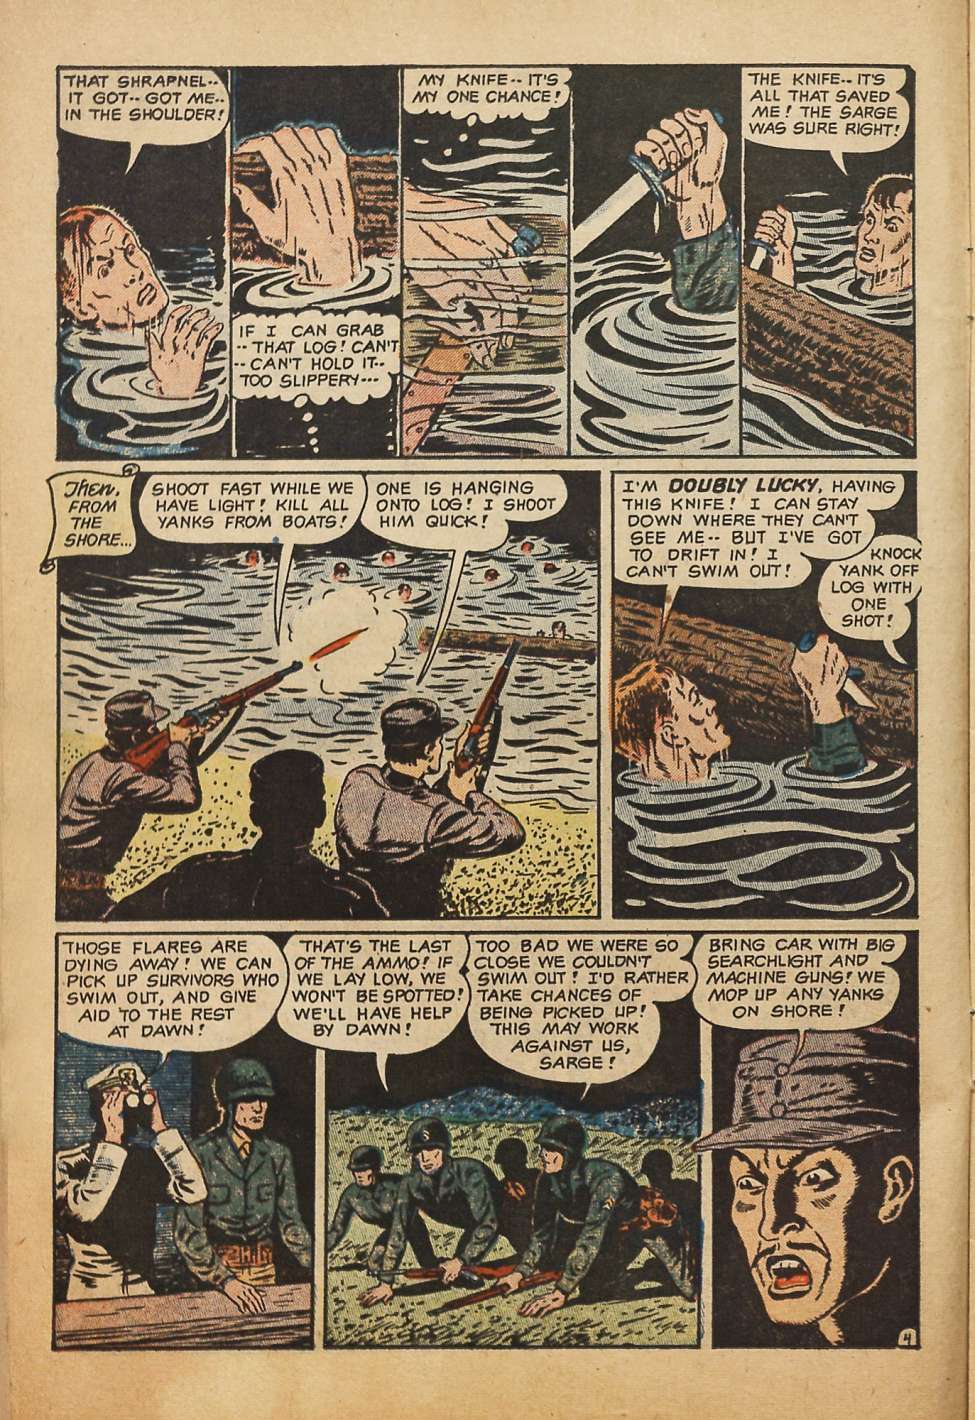 THAT SHRAPNEL--
IT GOT-- GOT ME--
IN THE SHOULDER!
IF I CAN GRAB
-- THAT LOG! CAN'T
-- CAN'T HOLD IT--
TOO SLIPPERY---
MY KNIFE-- IT'S
MY ONE CHANCE!
THE KNIFE-- IT'S
ALL THAT SAVED
ME! THE SARGE
WAS SURE RIGHT!
Then,
FROM
THE
SHORE...
SHOOT FAST WHILE WE
HAVE LIGHT! KILL ALL
YANKS FROM BOATS!
ONE IS HANGING
ONTO LOG! I SHOOT
HIM QUICK!
I'M DOUBLY LUCKY, HAVING
THIS KNIFE! I CAN STAY
DOWN WHERE THEY CAN'T
SEE ME-- BUT I'VE GOT
TO DRIFT IN! I
CAN'T SWIM OUT!
KNOCK
YANK OFF
LOG WITH
ONE
SHOT!
THOSE FLARES ARE
DYING AWAY! WE CAN
PICK UP SURVIVORS WHO
SWIM OUT, AND GIVE
AID TO THE REST
AT DAWN!
THAT'S THE LAST
OF THE AMMO! IF
WE LAY LOW, WE
WON'T BE SPOTTED!
WE'LL HAVE HELP
BY DAWN!
TOO BAD WE WERE SO
CLOSE WE COULDN'T
SWIM OUT! I'D RATHER
TAKE CHANCES OF
BEING PICKED UP!
THIS MAY WORK
AGAINST US,
SARGE!
BRING CAR WITH BIG
SEARCHLIGHT AND
MACHINE GUNS! WE
MOP UP ANY YANKS
ON SHORE!
4